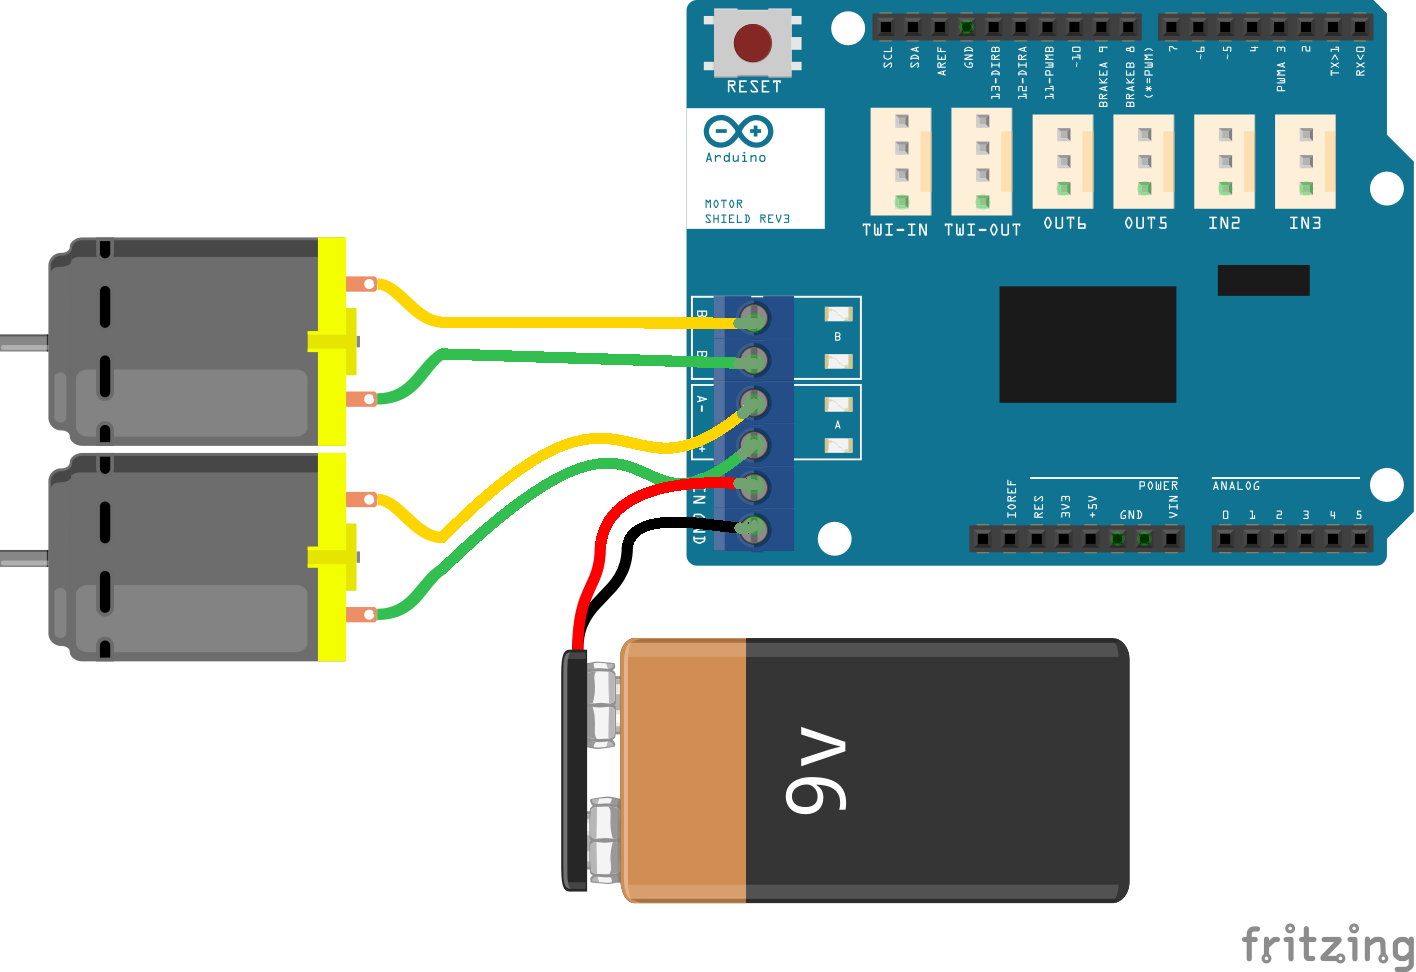 RESET
Arduino
MOTOR
SHIELD REV3
SCL
SDA
AREF
GND
13-DIRB
12-DIRA
11-PWMB
~10
BRAKEA 9
BRAKEB 8
(*=PWM)
7
~6
~5
4
PWMA 3
2
TX>1
RX<0
TWI-IN
TWI-OUT
OUT6
OUT5
IN2
IN3
B
A-
A
POWER
ANALOG
IOREF
RES
3V3
+5V
GND
VIN
0 1 2 3 4 5
9v
fritzing